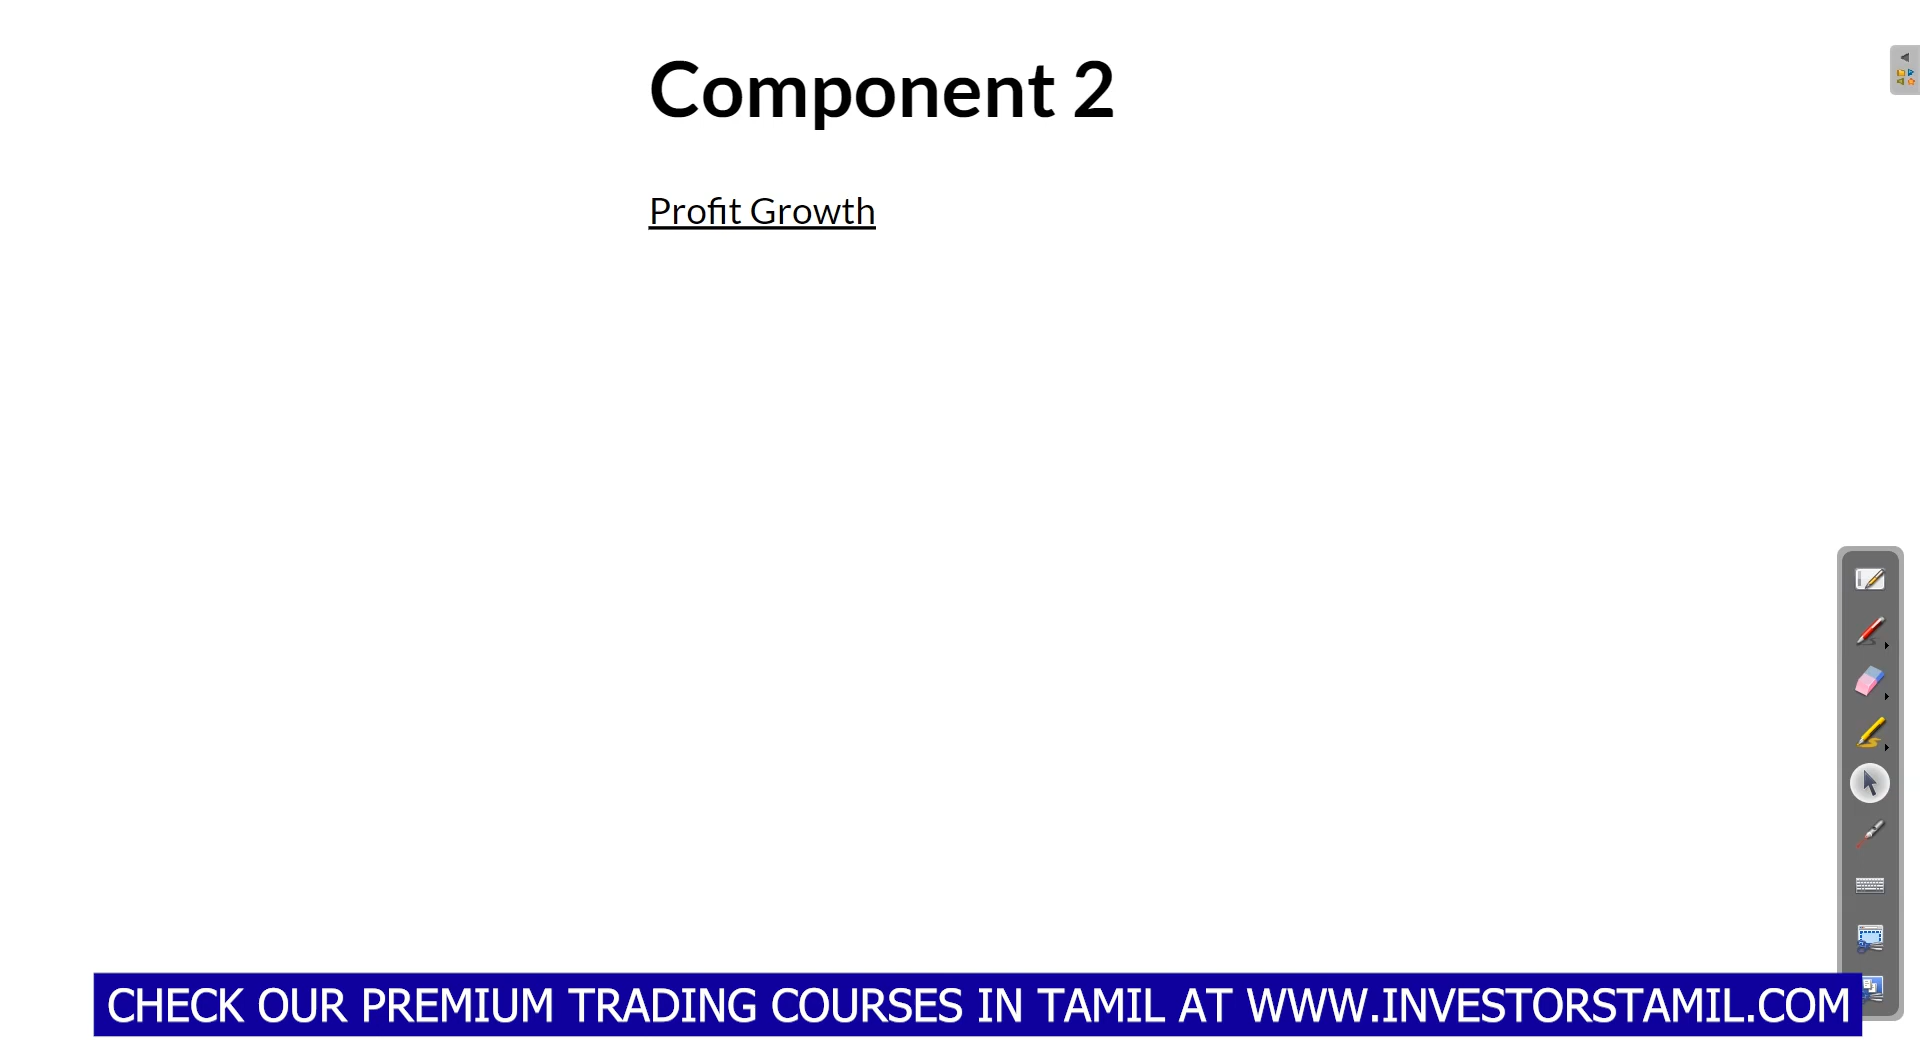 Component 2
Profit Growth
CHECK OUR PREMIUM TRADING COURSES IN TAMIL AT WWW.INVESTORSTAMIL.COM